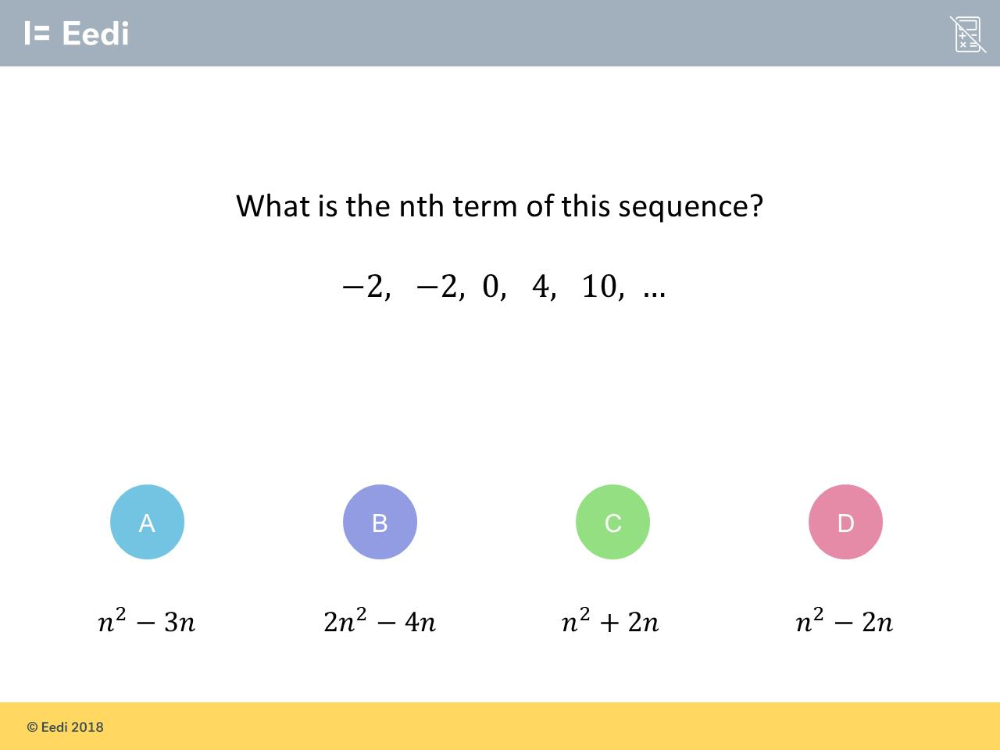 Eedi
What is the nth term of this sequence?
−2, −2, 0, 4, 10, ...
A B C D
n² − 3n 2n² − 4n n² + 2n n² − 2n
© Eedi 2018